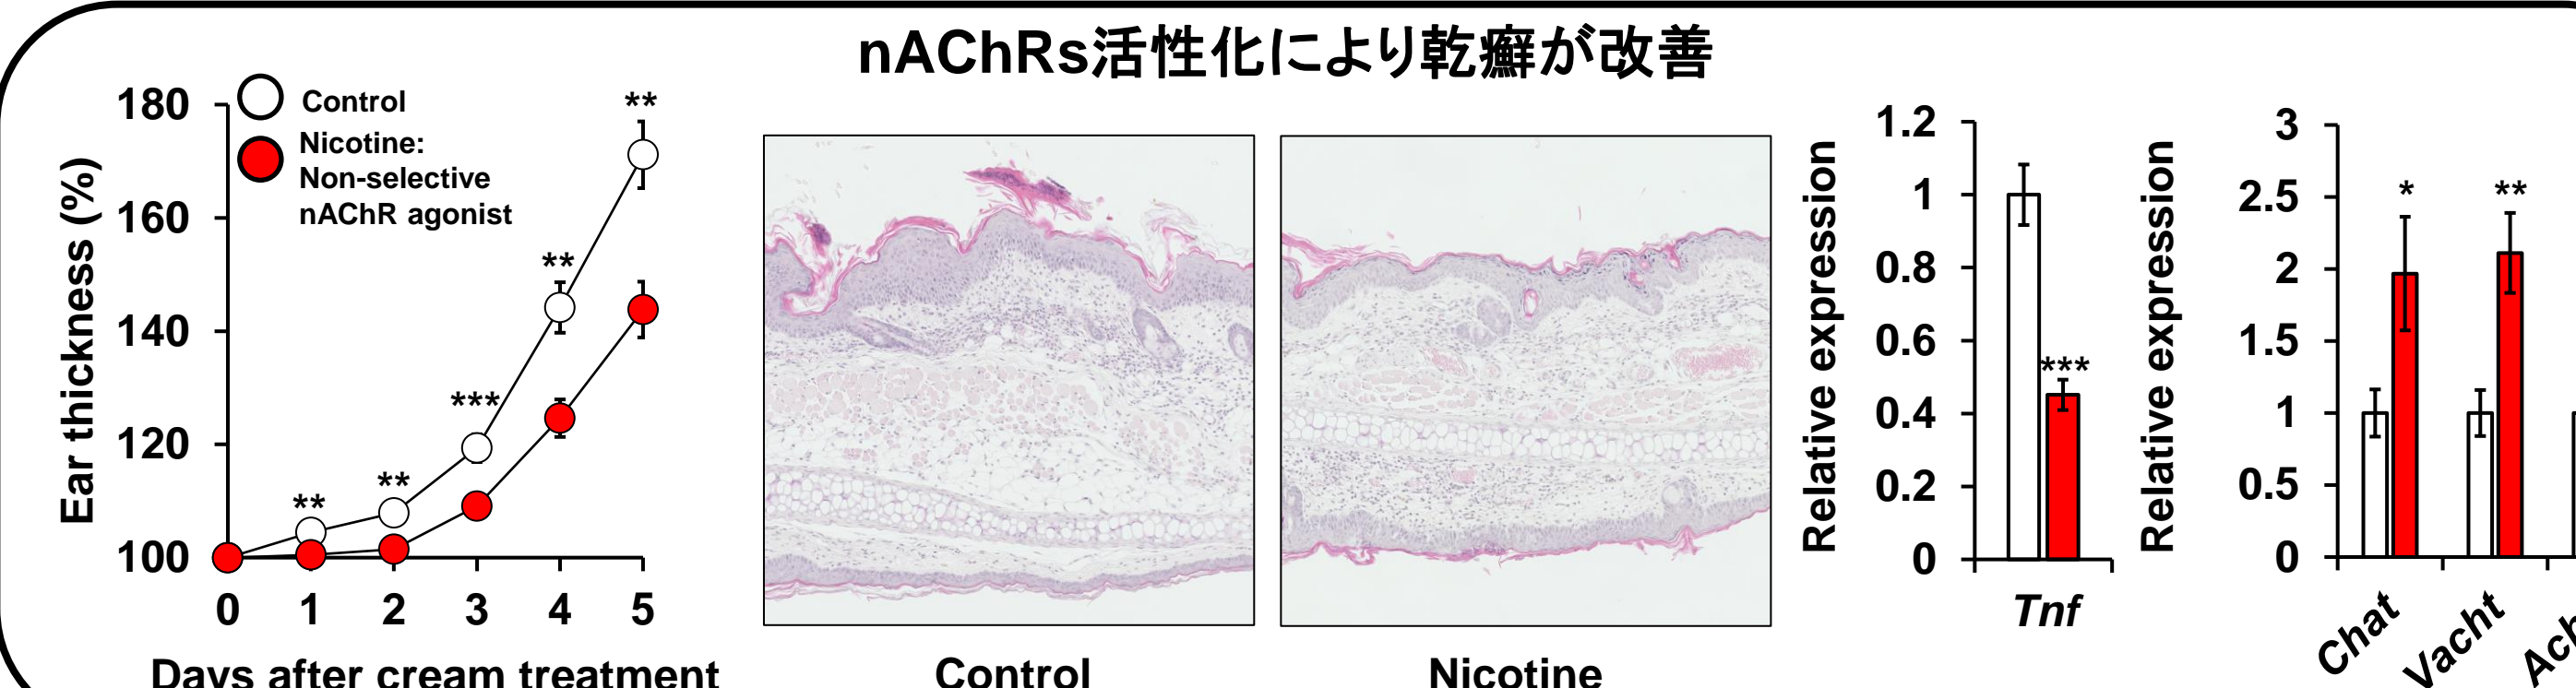 nAChRs活性化により乾癬が改善
180
160
140
120
100
Ear thickness (%)
Control
Nicotine:
Non-selective
nAChR agonist
**
**
***
**
**
0 1 2 3 4 5
Days after cream treatment
Control
Nicotine
Relative expression
1.2
1
0.8
0.6
0.4
0.2
0
***
Tnf
Relative expression
3
2.5
2
1.5
1
0.5
0
*
**
Chat
Vacht